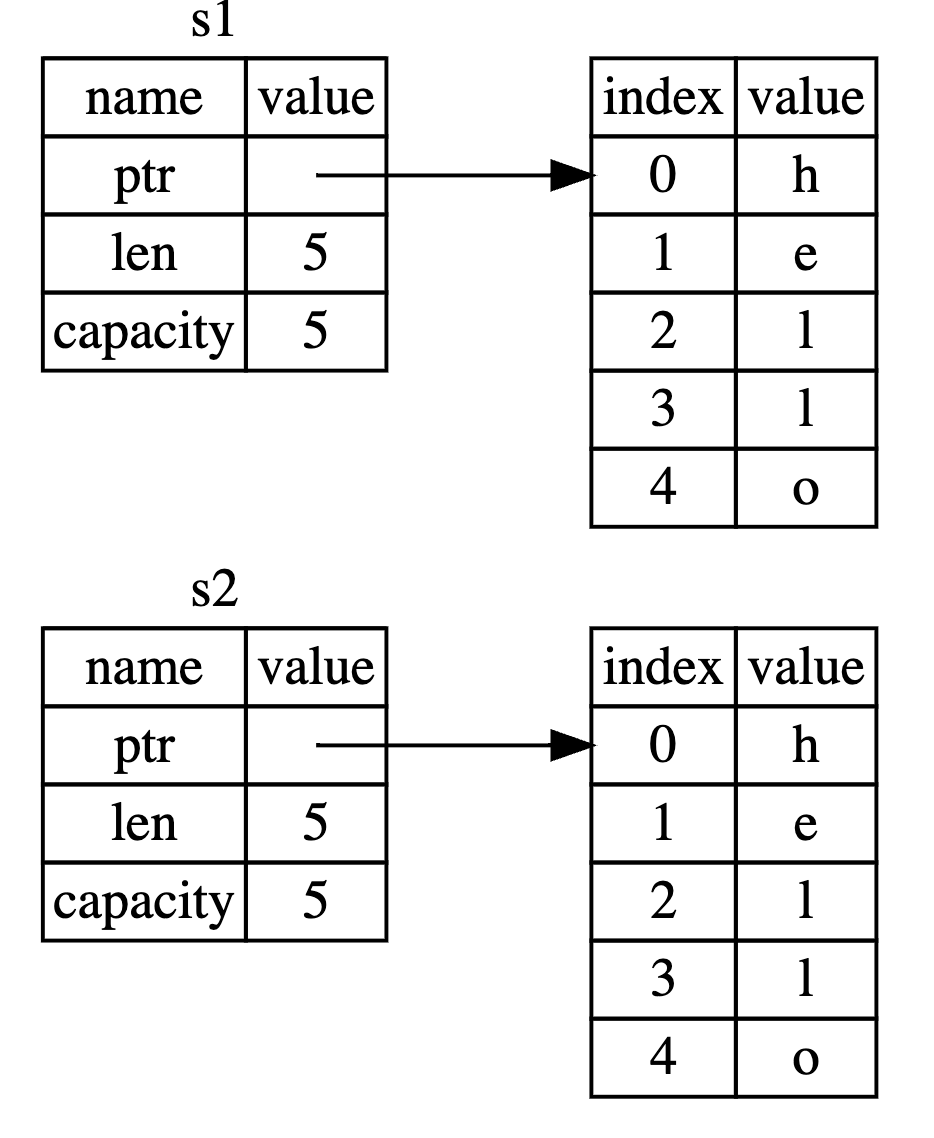 s1
name value
ptr
len 5
capacity 5
index value
0 h
1 e
2 l
3 l
4 o
s2
name value
ptr
len 5
capacity 5
index value
0 h
1 e
2 l
3 l
4 o